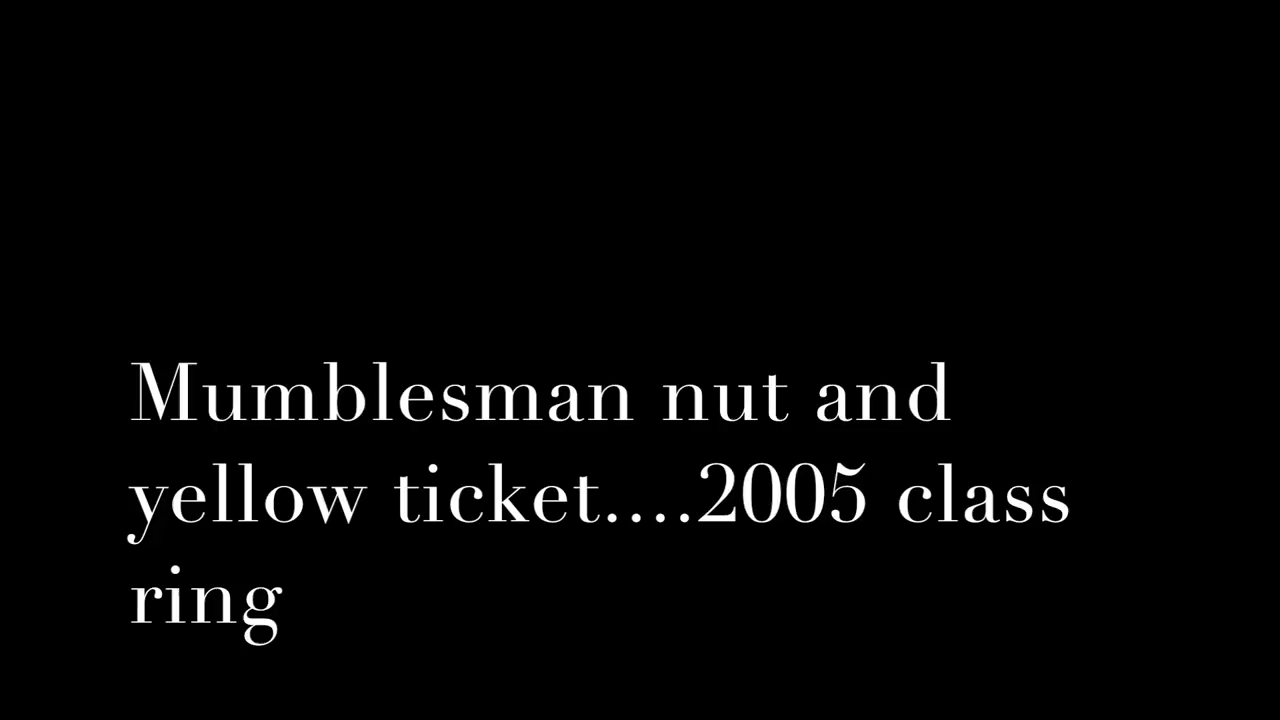 Mumblesman nut and
yellow ticket....2005 class
ring